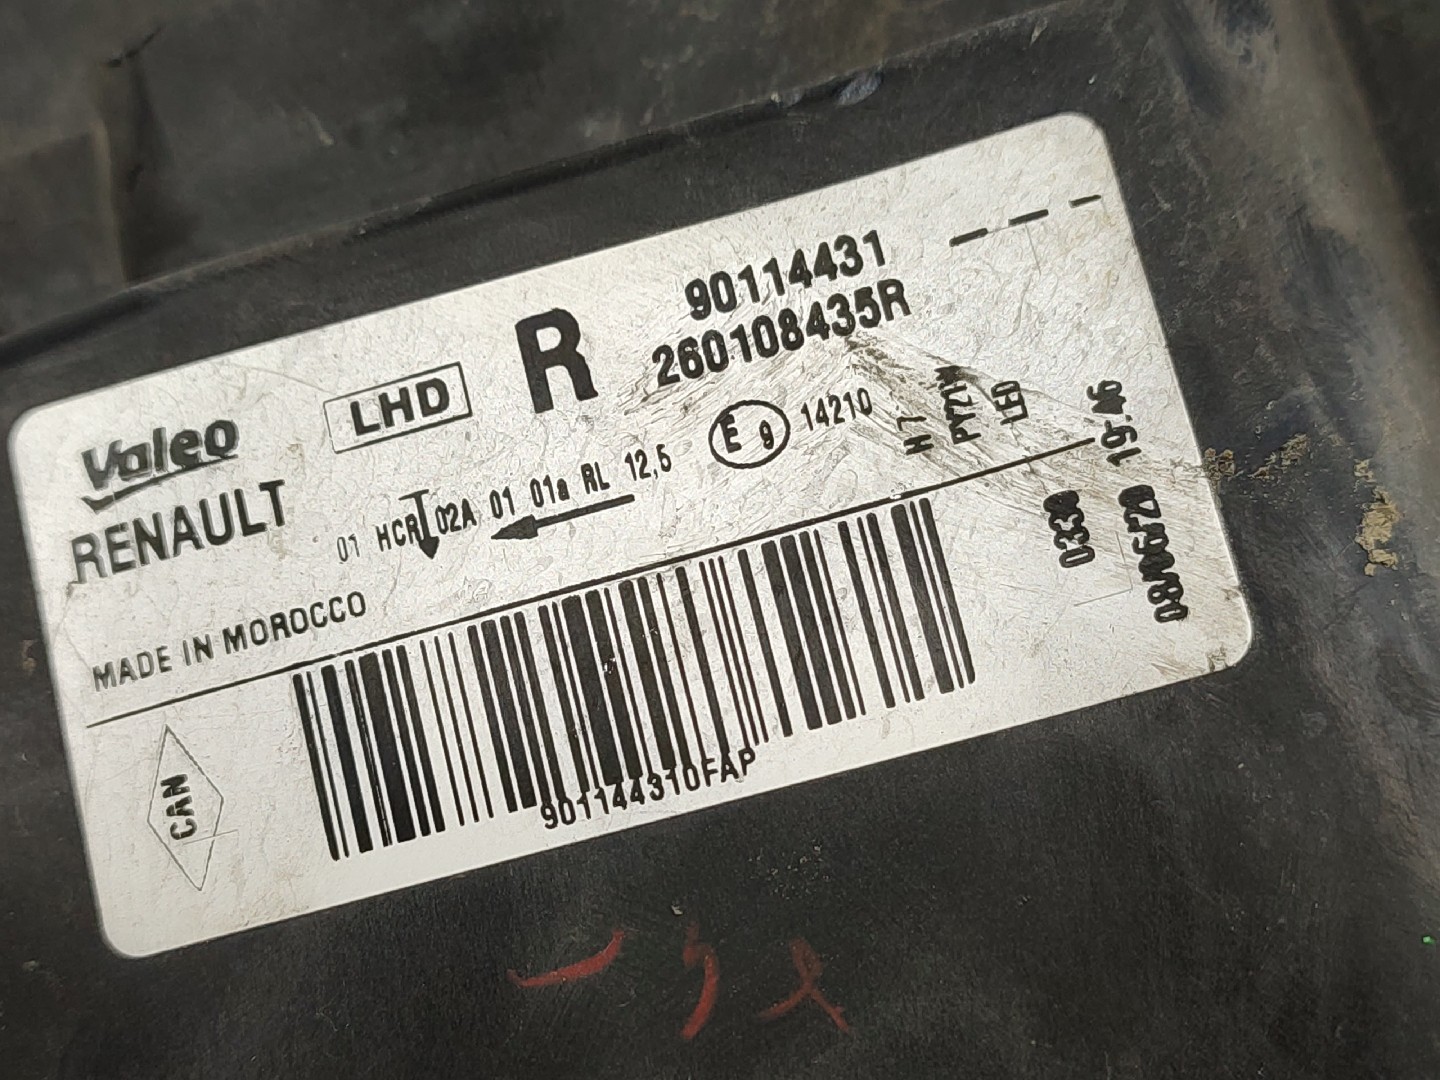 90114431
260108435R
R
LHD
Valeo
RENAULT
01 HCR 02A 01 01a RL 12,5
E 9 14210
H7
PY21W
LED
MADE IN MOROCCO
19:46
0330
CAN
901144310FAP